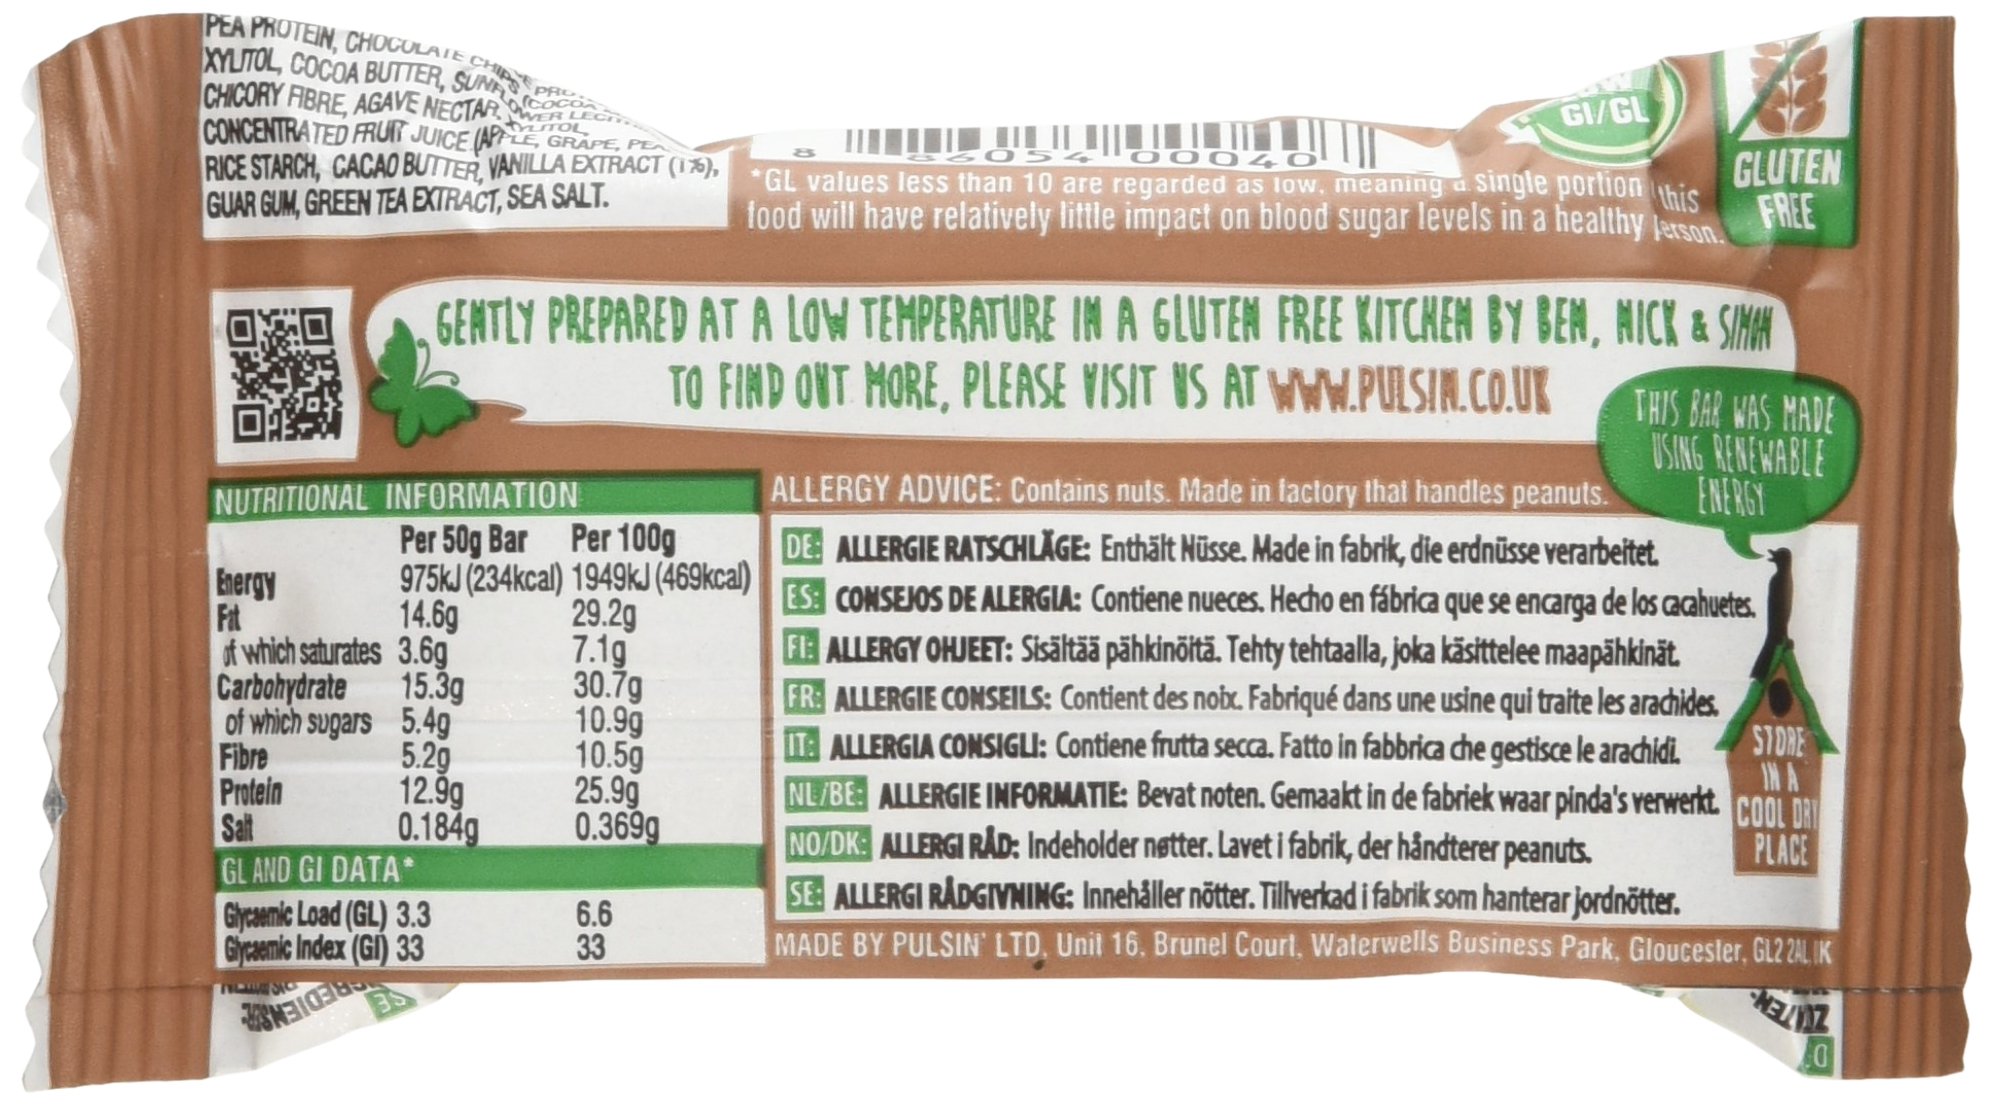 PEA PROTEIN, CHOCOLATE CHIPS
XYLITOL, COCOA BUTTER, SUNFLOWER
CHICORY FIBRE, AGAVE NECTAR, XYLITOL,
CONCENTRATED FRUIT JUICE (APPLE, GRAPE,
RICE STARCH, CACAO BUTTER, VANILLA EXTRACT (1%),
GUAR GUM, GREEN TEA EXTRACT, SEA SALT.
8 86054 00040
*GL values less than 10 are regarded as low, meaning a single portion this
food will have relatively little impact on blood sugar levels in a healthy person.
GI/GL
GLUTEN
FREE
GENTLY PREPARED AT A LOW TEMPERATURE IN A GLUTEN FREE KITCHEN BY BEN, NICK & SIMON
TO FIND OUT MORE, PLEASE VISIT US AT WWW.PULSIN.CO.UK
THIS BAR WAS MADE
USING RENEWABLE
ENERGY
NUTRITIONAL INFORMATION
Per 50g Bar Per 100g
Energy 975kJ (234kcal) 1949kJ (469kcal)
Fat 14.6g 29.2g
of which saturates 3.6g 7.1g
Carbohydrate 15.3g 30.7g
of which sugars 5.4g 10.9g
Fibre 5.2g 10.5g
Protein 12.9g 25.9g
Salt 0.184g 0.369g
GL AND GI DATA*
Glycaemic Load (GL) 3.3 6.6
Glycaemic Index (GI) 33 33
ALLERGY ADVICE: Contains nuts. Made in factory that handles peanuts.
DE: ALLERGIE RATSCHLÄGE: Enthält Nüsse. Made in fabrik, die erdnüsse verarbeitet.
ES: CONSEJOS DE ALERGIA: Contiene nueces. Hecho en fábrica que se encarga de los cacahuetes.
FI: ALLERGY OHJEET: Sisältää pähkinöitä. Tehty tehtaalla, joka käsittelee maapähkinät.
FR: ALLERGIE CONSEILS: Contient des noix. Fabriqué dans une usine qui traite les arachides.
IT: ALLERGIA CONSIGLI: Contiene frutta secca. Fatto in fabbrica che gestisce le arachidi.
NL/BE: ALLERGIE INFORMATIE: Bevat noten. Gemaakt in de fabriek waar pinda's verwerkt.
NO/DK: ALLERGI RÅD: Indeholder nøtter. Lavet i fabrik, der håndterer peanuts.
SE: ALLERGI RÅDGIVNING: Innehåller nötter. Tillverkad i fabrik som hanterar jordnötter.
STORE
IN A
COOL DRY
PLACE
MADE BY PULSIN' LTD, Unit 16, Brunel Court, Waterwells Business Park, Gloucester, GL2 2AL, UK
SE